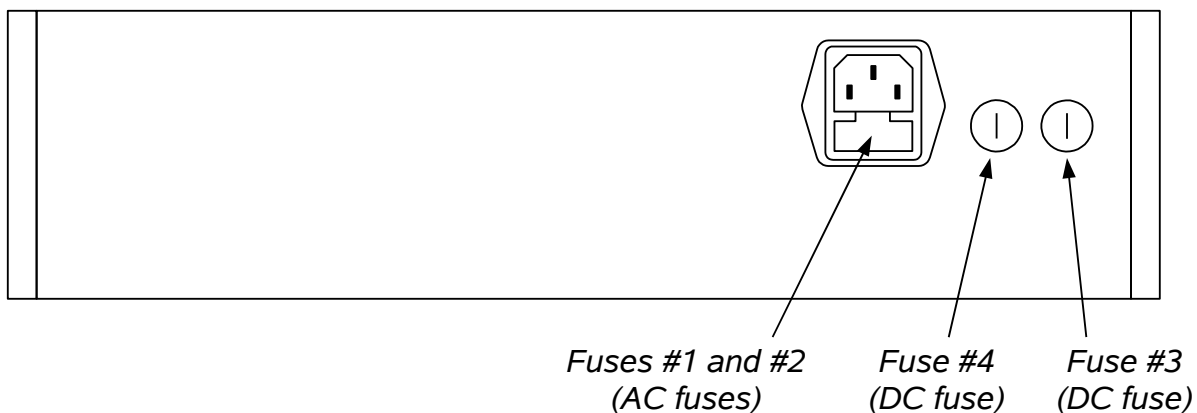 Fuses #1 and #2
(AC fuses)
Fuse #4
(DC fuse)
Fuse #3
(DC fuse)